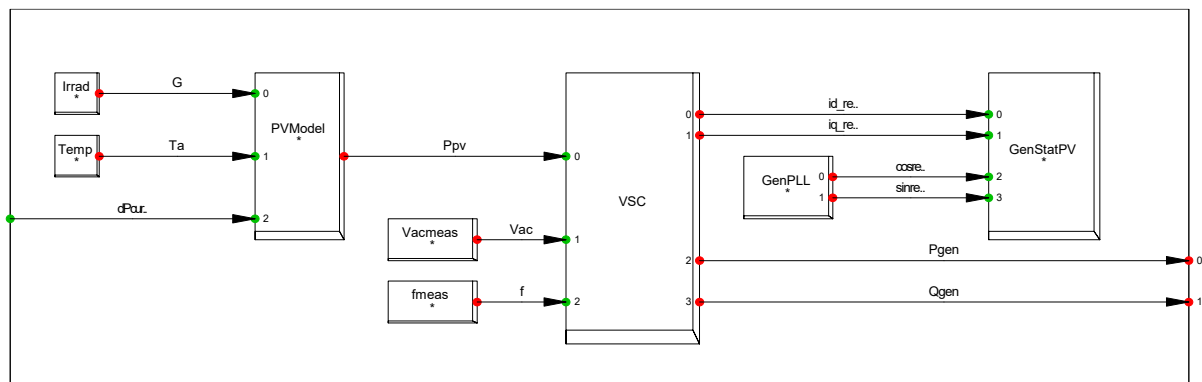 Irrad
*
G
0
PVModel
*
Temp
*
Ta
1
dPcur..
2
Ppv
0
VSC
Vacmeas
*
Vac
1
fmeas
*
f
2
0
id_re..
0
1
iq_re..
1
GenStatPV
*
GenPLL
*
0
cosre..
2
1
sinre..
3
2
Pgen
0
3
Qgen
1